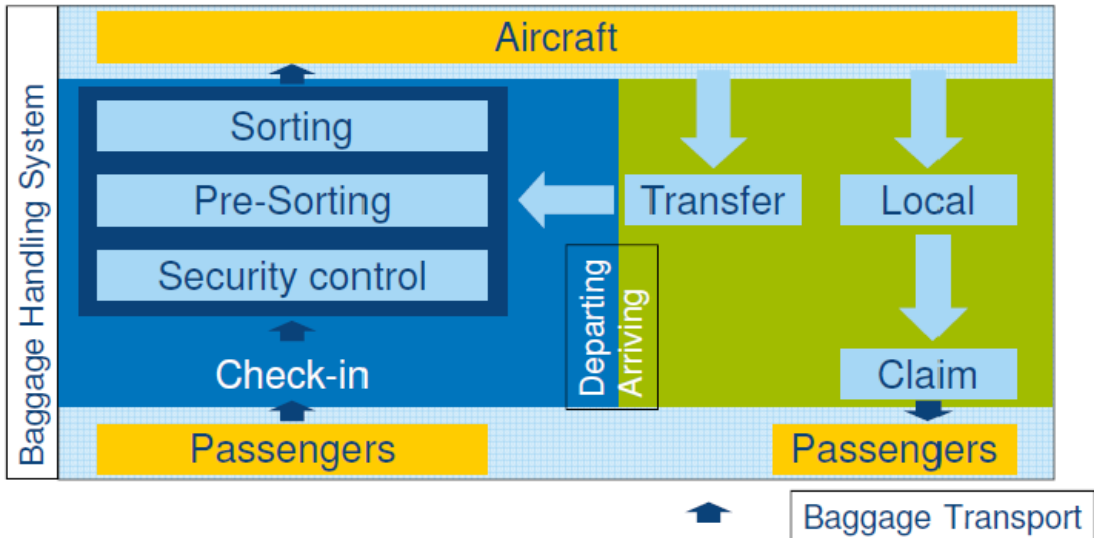 Baggage Handling System
Aircraft
Sorting
Pre-Sorting
Security control
Check-in
Passengers
Departing
Arriving
Transfer
Local
Claim
Passengers
Baggage Transport